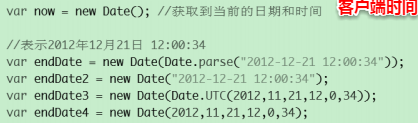 var now = new Date(); //获取到当前的日期和时间 客户端时间
//表示2012年12月21日 12:00:34
var endDate = new Date(Date.parse("2012-12-21 12:00:34"));
var endDate2 = new Date("2012-12-21 12:00:34");
var endDate3 = new Date(Date.UTC(2012,11,21,12,0,34));
var endDate4 = new Date(2012,11,21,12,0,34);